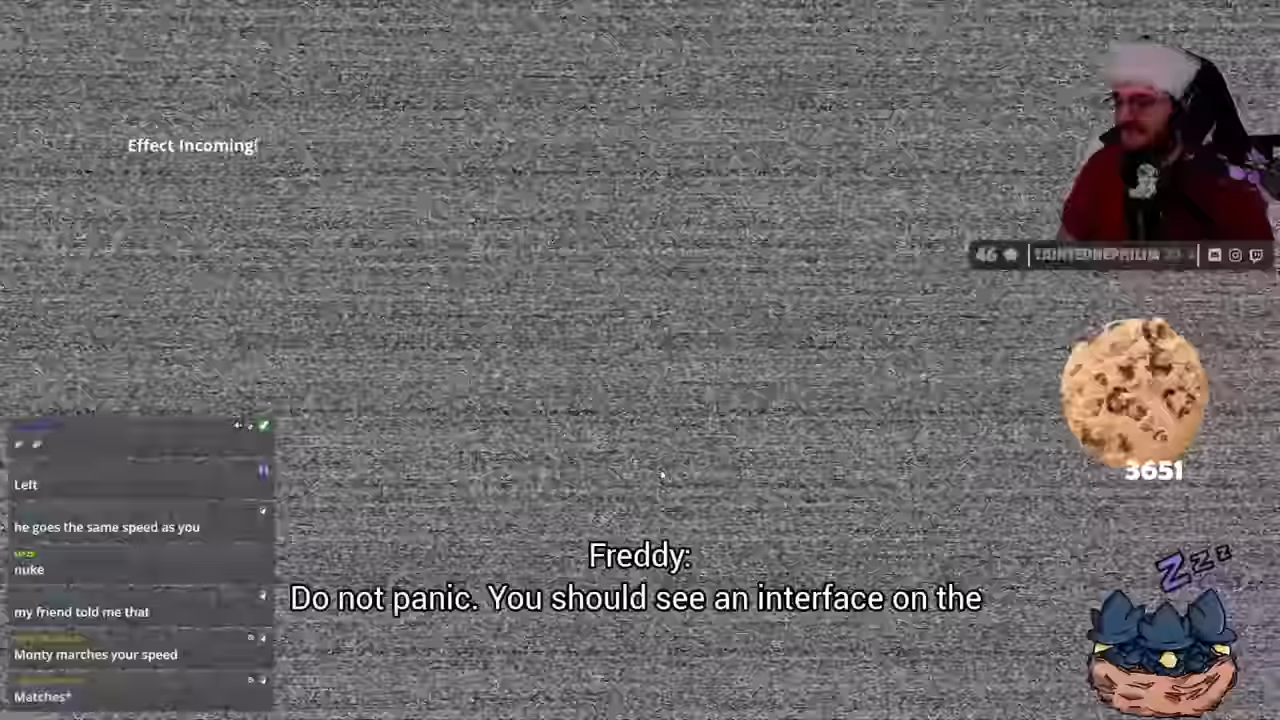 Effect Incoming!
46
TAINTEDNEPHILIM
3651
Left
he goes the same speed as you
nuke
my friend told me that
Monty marches your speed
Matches*
Freddy:
Do not panic. You should see an interface on the
Z Z Z